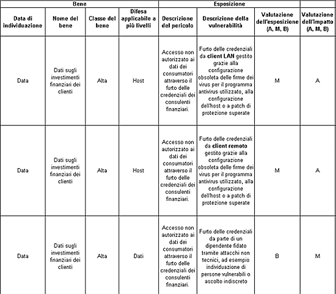 Bene
Esposizione
Data di
individuazione
Nome del
bene
Classe del
bene
Difesa
applicabile a
più livelli
Descrizione
del pericolo
Descrizione della
vulnerabilità
Valutazione
dell'esposizione
(A, M, B)
Valutazione
dell'impatto
(A, M, B)
Data
Dati sugli
investimenti
finanziari dei
clienti
Alta
Host
Accesso non
autorizzato ai
dati dei
consumatori
attraverso il
furto delle
credenziali dei
consulenti
finanziari.
Furto delle credenziali
da client LAN gestito
grazie alla
configurazione
obsoleta delle firme dei
virus per il programma
antivirus utilizzato, alla
configurazione
dell'host o a patch di
protezione superate
M
A
Data
Dati sugli
investimenti
finanziari dei
clienti
Alta
Host
Accesso non
autorizzato ai
dati dei
consumatori
attraverso il
furto delle
credenziali dei
consulenti
finanziari.
Furto delle credenziali
da client remoto
gestito grazie alla
configurazione
obsoleta delle firme dei
virus per il programma
antivirus utilizzato, alla
configurazione
dell'host o a patch di
protezione superate
M
A
Data
Dati sugli
investimenti
finanziari dei
clienti
Alta
Dati
Accesso non
autorizzato ai
dati dei
consumatori
attraverso il
furto delle
credenziali dei
consulenti
finanziari.
Furto delle credenziali
da parte di un
dipendente fidato
tramite attacchi non
tecnici, ad esempio
individuazione di
persone vulnerabili o
ascolto indiscreto
B
M